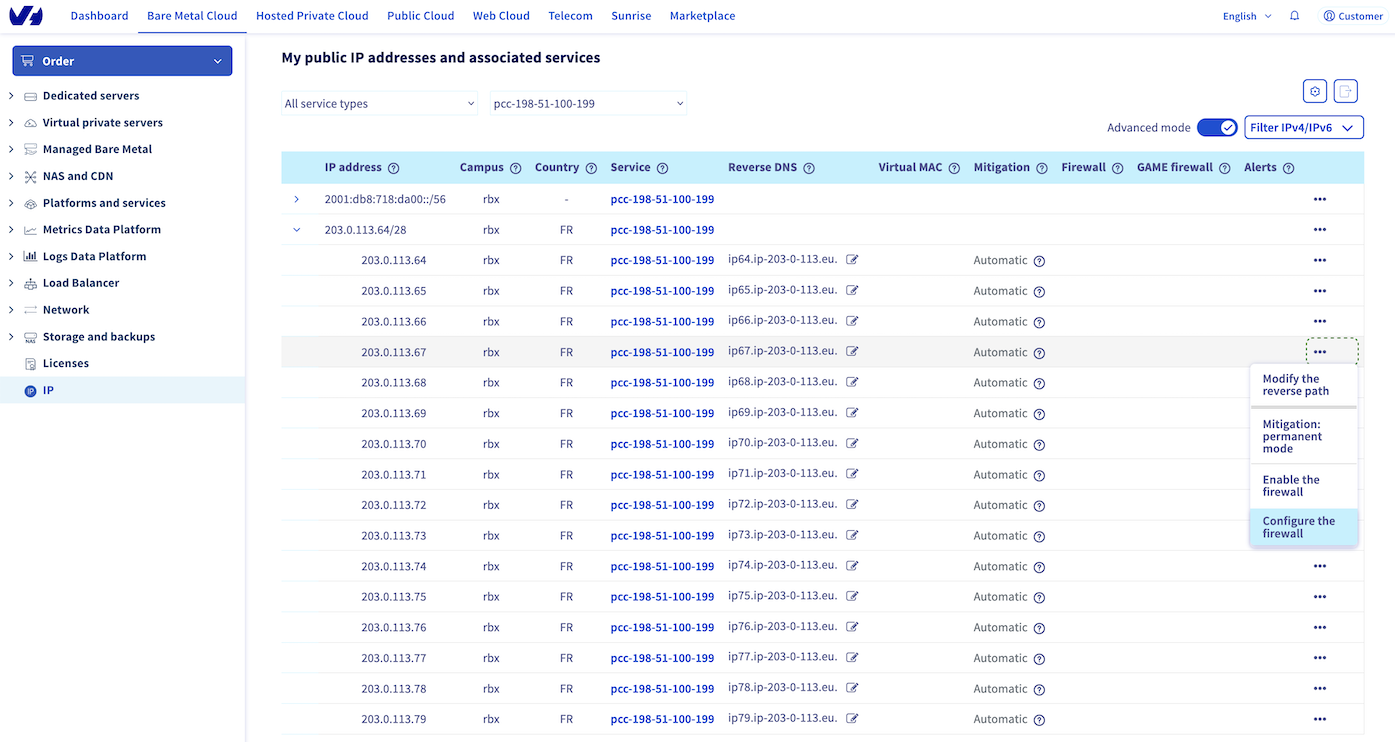 Dashboard Bare Metal Cloud Hosted Private Cloud Public Cloud Web Cloud Telecom Sunrise Marketplace English Customer
Order
Dedicated servers
Virtual private servers
Managed Bare Metal
NAS and CDN
Platforms and services
Metrics Data Platform
Logs Data Platform
Load Balancer
Network
Storage and backups
Licenses
IP
My public IP addresses and associated services
All service types pcc-198-51-100-199
Advanced mode Filter IPv4/IPv6
IP address Campus Country Service Reverse DNS Virtual MAC Mitigation Firewall GAME firewall Alerts
2001:db8:718:da00::/56 rbx - pcc-198-51-100-199
203.0.113.64/28 rbx FR pcc-198-51-100-199
203.0.113.64 rbx FR pcc-198-51-100-199 ip64.ip-203-0-113.eu. Automatic
203.0.113.65 rbx FR pcc-198-51-100-199 ip65.ip-203-0-113.eu. Automatic
203.0.113.66 rbx FR pcc-198-51-100-199 ip66.ip-203-0-113.eu. Automatic
203.0.113.67 rbx FR pcc-198-51-100-199 ip67.ip-203-0-113.eu. Automatic
203.0.113.68 rbx FR pcc-198-51-100-199 ip68.ip-203-0-113.eu. Automatic
203.0.113.69 rbx FR pcc-198-51-100-199 ip69.ip-203-0-113.eu. Automatic
203.0.113.70 rbx FR pcc-198-51-100-199 ip70.ip-203-0-113.eu. Automatic
203.0.113.71 rbx FR pcc-198-51-100-199 ip71.ip-203-0-113.eu. Automatic
203.0.113.72 rbx FR pcc-198-51-100-199 ip72.ip-203-0-113.eu. Automatic
203.0.113.73 rbx FR pcc-198-51-100-199 ip73.ip-203-0-113.eu. Automatic
203.0.113.74 rbx FR pcc-198-51-100-199 ip74.ip-203-0-113.eu. Automatic
203.0.113.75 rbx FR pcc-198-51-100-199 ip75.ip-203-0-113.eu. Automatic
203.0.113.76 rbx FR pcc-198-51-100-199 ip76.ip-203-0-113.eu. Automatic
203.0.113.77 rbx FR pcc-198-51-100-199 ip77.ip-203-0-113.eu. Automatic
203.0.113.78 rbx FR pcc-198-51-100-199 ip78.ip-203-0-113.eu. Automatic
203.0.113.79 rbx FR pcc-198-51-100-199 ip79.ip-203-0-113.eu. Automatic
Modify the
reverse path
Mitigation:
permanent
mode
Enable the
firewall
Configure the
firewall